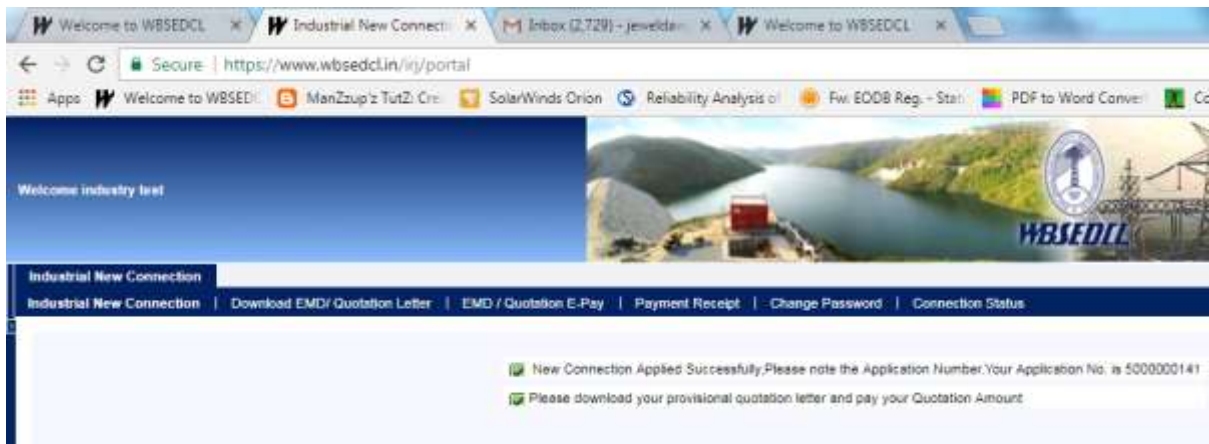 Welcome to WBSEDCL
Industrial New Connecti
Inbox (2,729) - jeweldas
Welcome to WBSEDCL
Secure | https://www.wbsedcl.in/irj/portal
Apps Welcome to WBSED ManZzup'z TutZ: Cre SolarWinds Orion Reliability Analysis of Fw: EODB Reg. - Stat PDF to Word Conver Co
Welcome industry test
WBSEDCL
Industrial New Connection
Industrial New Connection | Download EMD/ Quotation Letter | EMD / Quotation E-Pay | Payment Receipt | Change Password | Connection Status
New Connection Applied Successfully,Please note the Application Number.Your Application No. is 5000000141
Please download your provisional quotation letter and pay your Quotation Amount